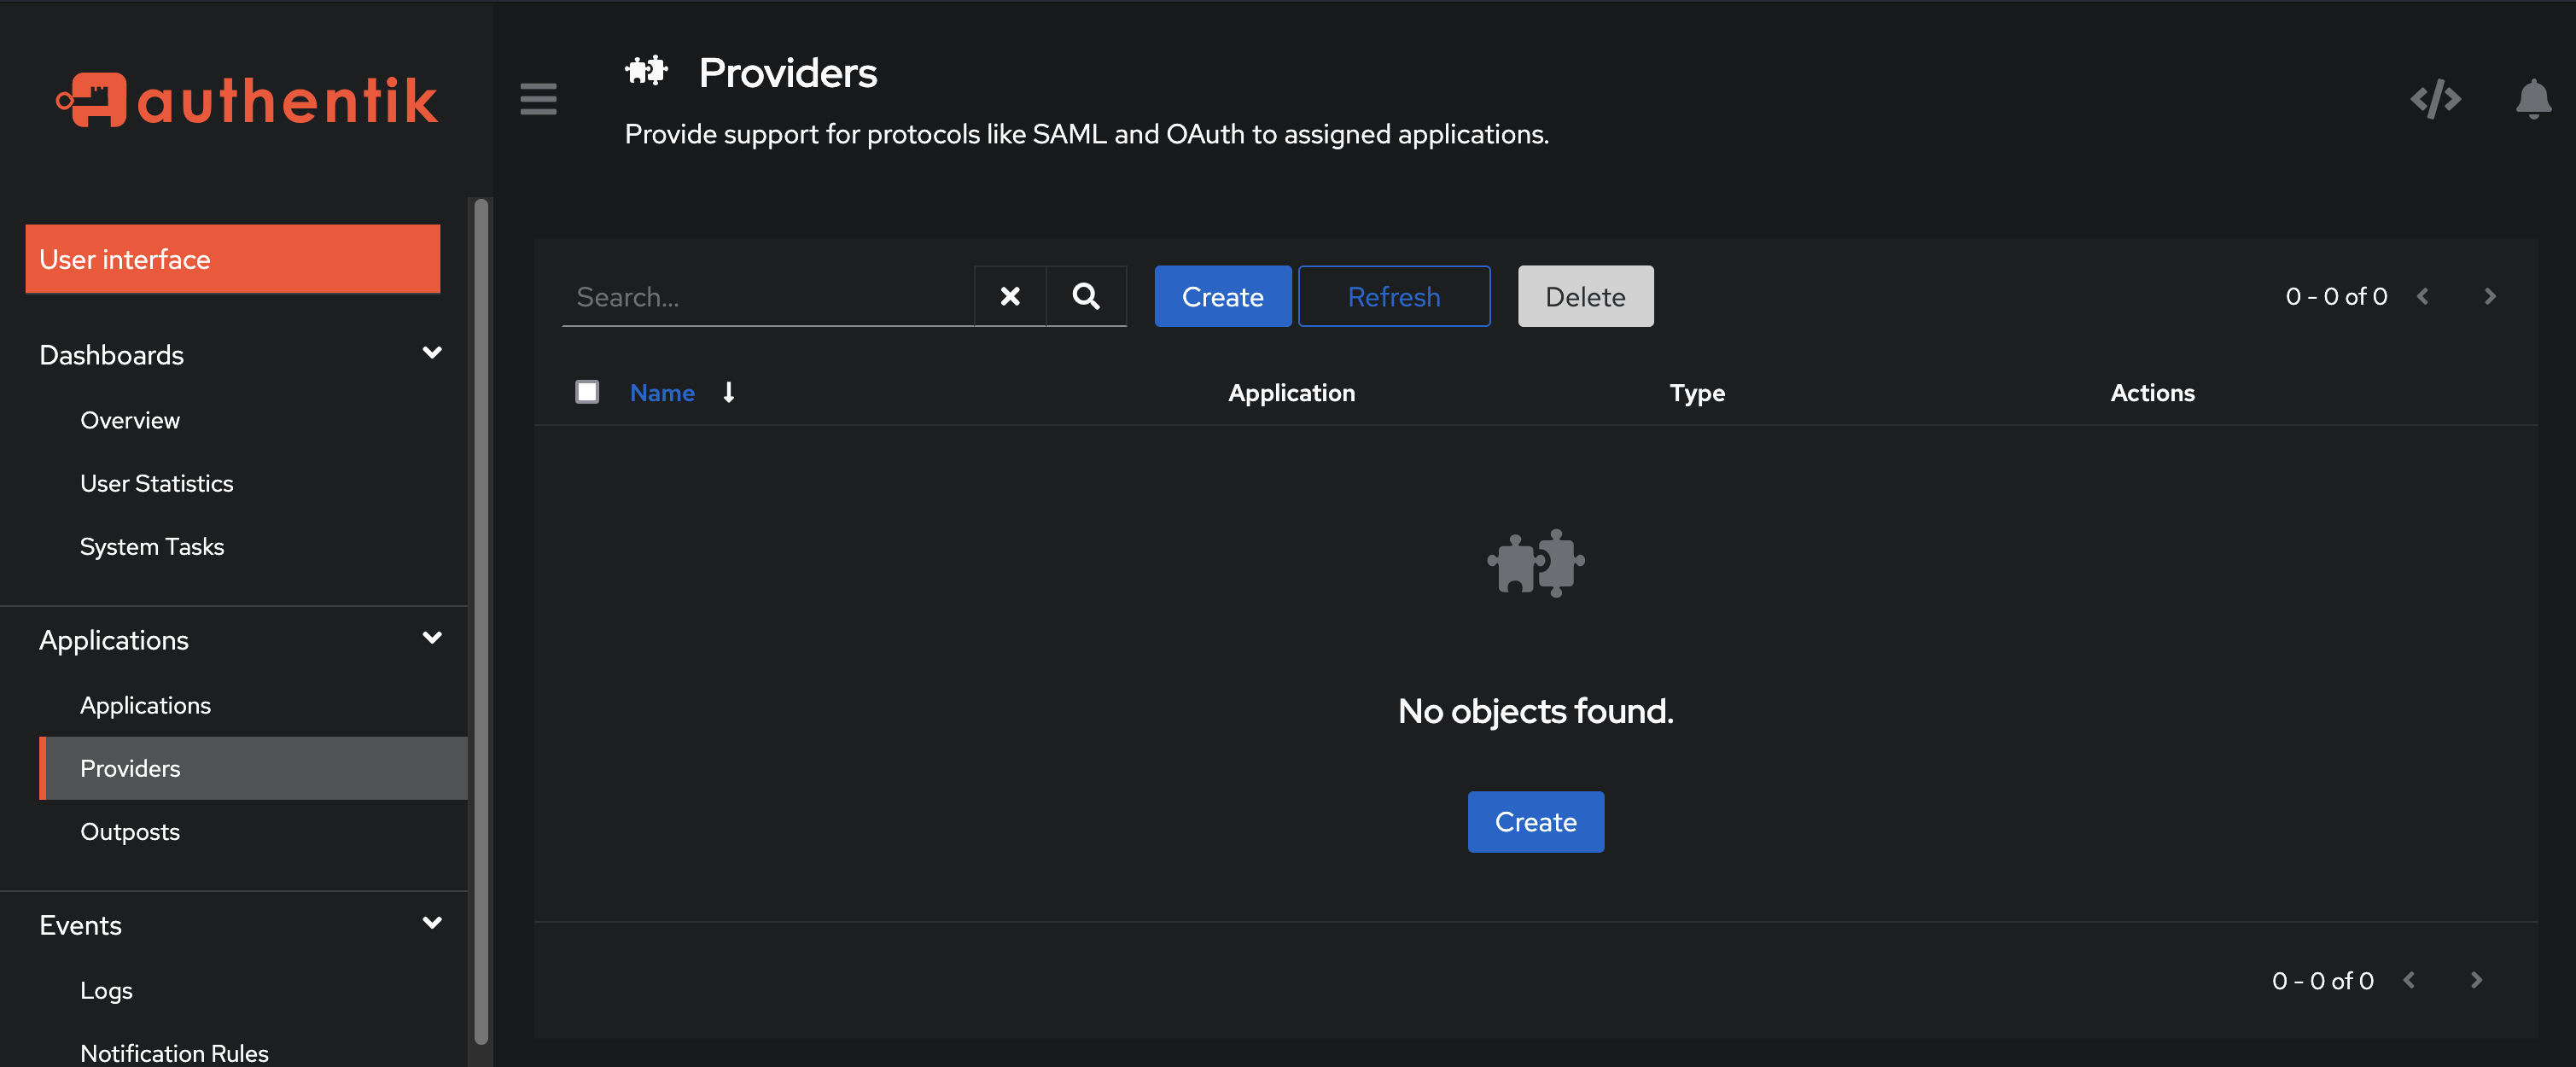 authentik
User interface
Dashboards
Overview
User Statistics
System Tasks
Applications
Applications
Providers
Outposts
Events
Logs
Notification Rules
Providers
Provide support for protocols like SAML and OAuth to assigned applications.
Search... Create Refresh Delete 0 - 0 of 0
Name Application Type Actions
No objects found.
Create
0 - 0 of 0